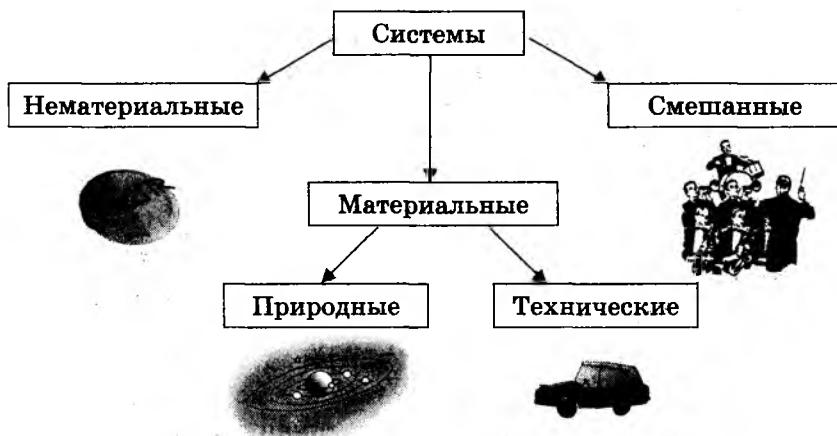 Системы
Нематериальные
Смешанные
Материальные
Природные
Технические